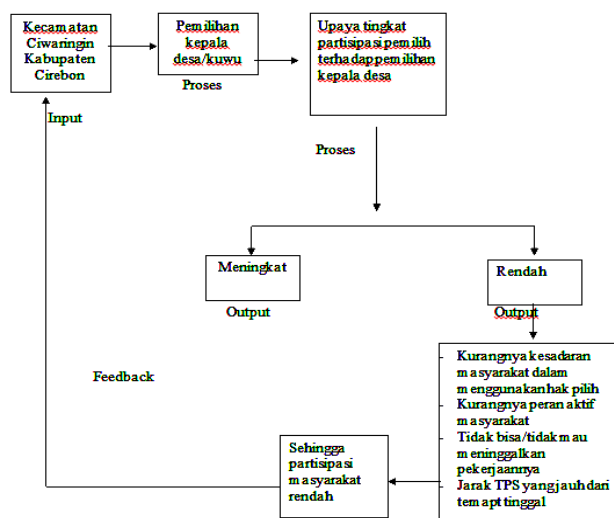 Kecamatan
Ciwaringin
Kabupaten
Cirebon
Pemilihan
kepala
desa/kuwu
Upaya tingkat
partisipasi pemilih
terhadap pemilihan
kepala desa
Proses
Input
Proses
Meningkat
Rendah
Output
Output
Feedback
- Kurangnya kesadaran
masyarakat dalam
menggunakan hak pilih
- Kurangnya peran aktif
masyarakat
- Tidak bisa/tidak mau
meninggalkan
pekerjaannya
- Jarak TPS yang jauh dari
temapt tinggal
Sehingga
partisipasi
masyarakat
rendah